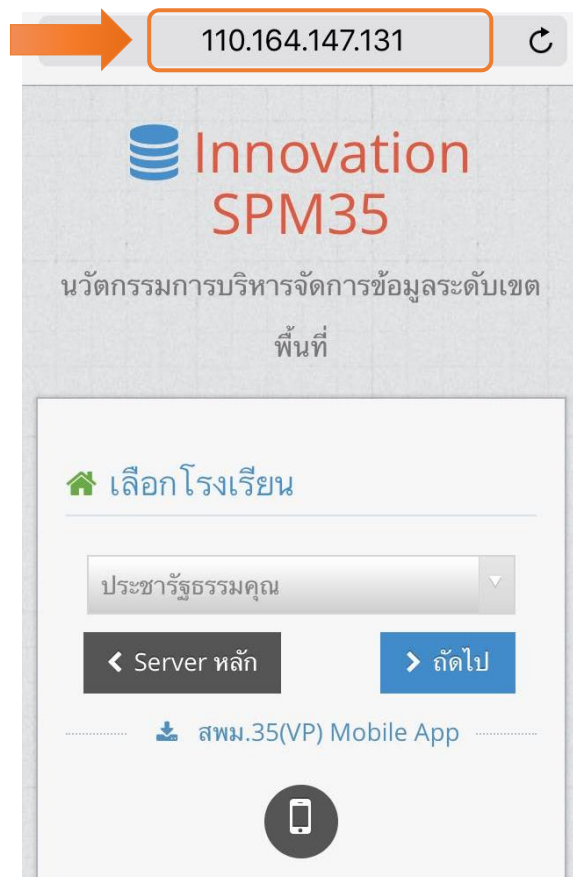 110.164.147.131
Innovation
SPM35
นวัตกรรมการบริหารจัดการข้อมูลระดับเขต
พื้นที่
เลือกโรงเรียน
ประชารัฐธรรมคุณ
Server หลัก
ถัดไป
สพม.35(VP) Mobile App